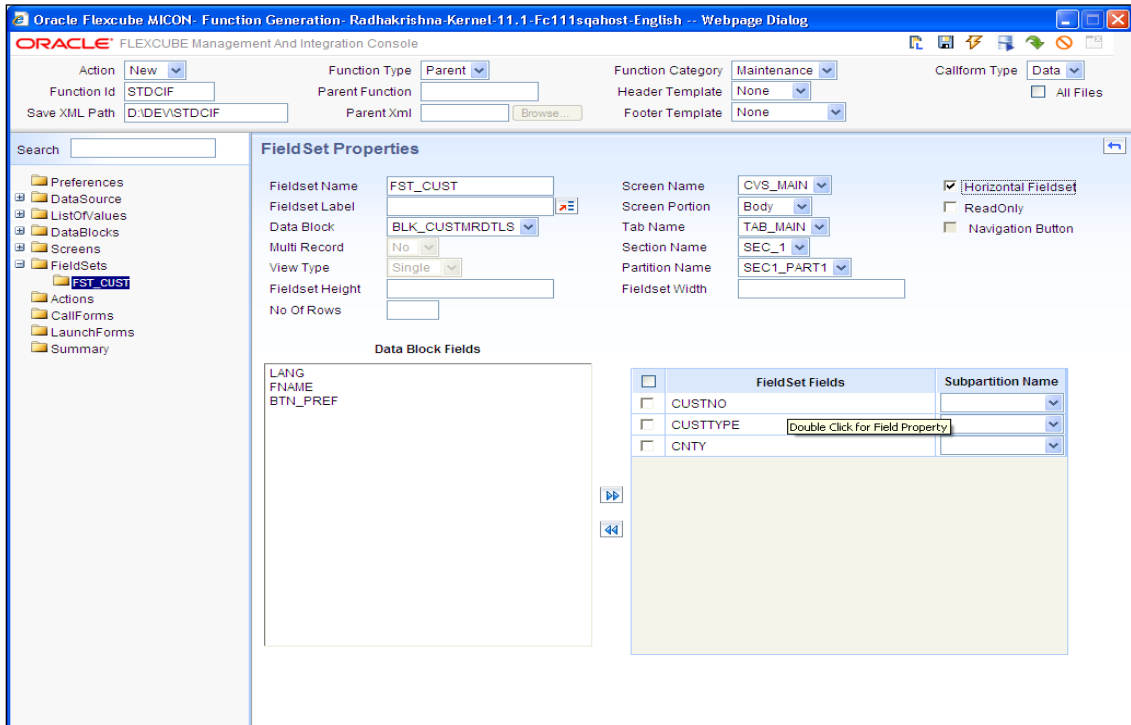 Oracle Flexcube MICON- Function Generation- Radhakrishna-Kernel-11.1-Fc111sqahost-English -- Webpage Dialog
ORACLE FLEXCUBE Management And Integration Console
Action New Function Type Parent Function Category Maintenance Callform Type Data
Function Id STDCIF Parent Function Header Template None All Files
Save XML Path D:\DEV\STDCIF Parent Xml Browse... Footer Template None
Search
Preferences
DataSource
ListOfValues
DataBlocks
Screens
FieldSets
FST_CUST
Actions
CallForms
LaunchForms
Summary
FieldSet Properties
Fieldset Name FST_CUST Screen Name CVS_MAIN Horizontal Fieldset
Fieldset Label Screen Portion Body ReadOnly
Data Block BLK_CUSTMRDTLS Tab Name TAB_MAIN Navigation Button
Multi Record No Section Name SEC_1
View Type Single Partition Name SEC1_PART1
Fieldset Height Fieldset Width
No Of Rows
Data Block Fields
LANG
FNAME
BTN_PREF
FieldSet Fields Subpartition Name
CUSTNO
CUSTTYPE
Double Click for Field Property
CNTY